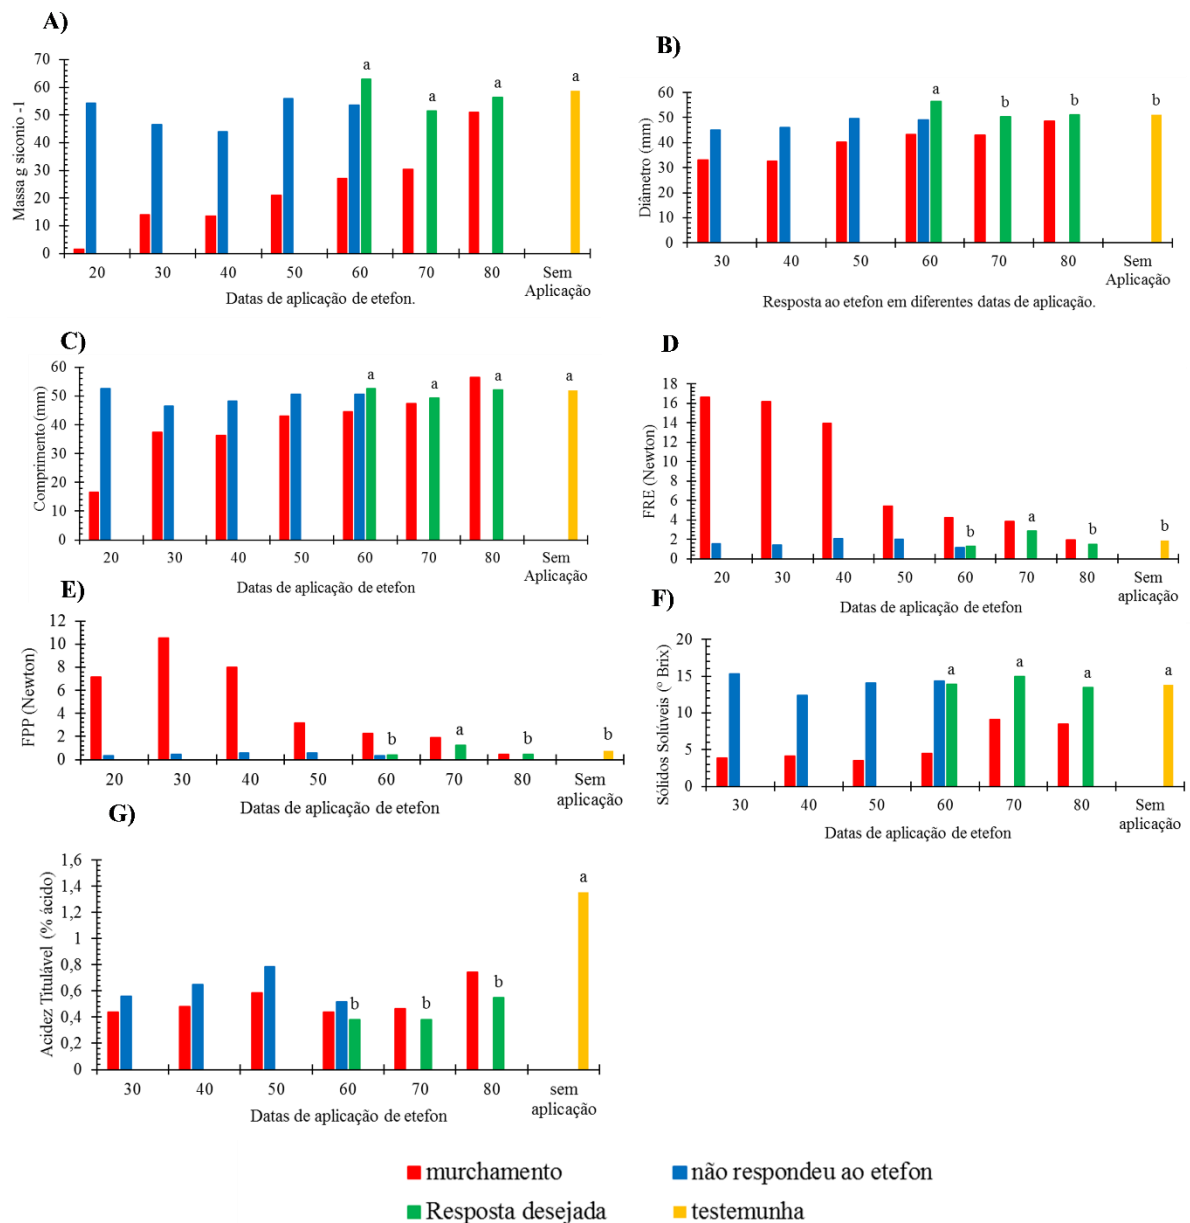 A)
Massa g siconio -1
70
60
50
40
30
20
10
0
a
a
a
a
20 30 40 50 60 70 80 Sem
Aplicação
Datas de aplicação de etefon.
B)
Diâmetro (mm)
60
50
40
30
20
10
0
a
b
b
b
30 40 50 60 70 80 Sem
Aplicação
Resposta ao etefon em diferentes datas de aplicação.
C)
Comprimento (mm)
60
50
40
30
20
10
0
a
a
a
a
20 30 40 50 60 70 80 Sem
Aplicação
Datas de aplicação de etefon
D)
FRE (Newton)
18
16
14
12
10
8
6
4
2
0
b
a
b
b
20 30 40 50 60 70 80 Sem
aplicação
Datas de aplicação de etefon
E)
FPP (Newton)
12
10
8
6
4
2
0
b
a
b
b
20 30 40 50 60 70 80 Sem
aplicação
Datas de aplicação de etefon
F)
Sólidos Solúveis (º Brix)
20
15
10
5
0
a
a
a
a
30 40 50 60 70 80 Sem
aplicação
Datas de aplicação de etefon
G)
Acidez Titulável (% ácido)
1,6
1,4
1,2
1
0,8
0,6
0,4
0,2
0
b
b
b
a
30 40 50 60 70 80 sem
aplicação
Datas de aplicação de etefon
murchamento não respondeu ao etefon
Resposta desejada testemunha